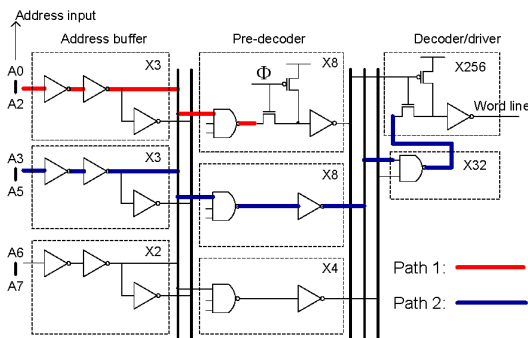 Address input
Address buffer
Pre-decoder
Decoder/driver
A0
A2
X3
Φ
X8
X256
Word line
A3
A5
X3
X8
X32
A6
A7
X2
X4
Path 1:
Path 2: